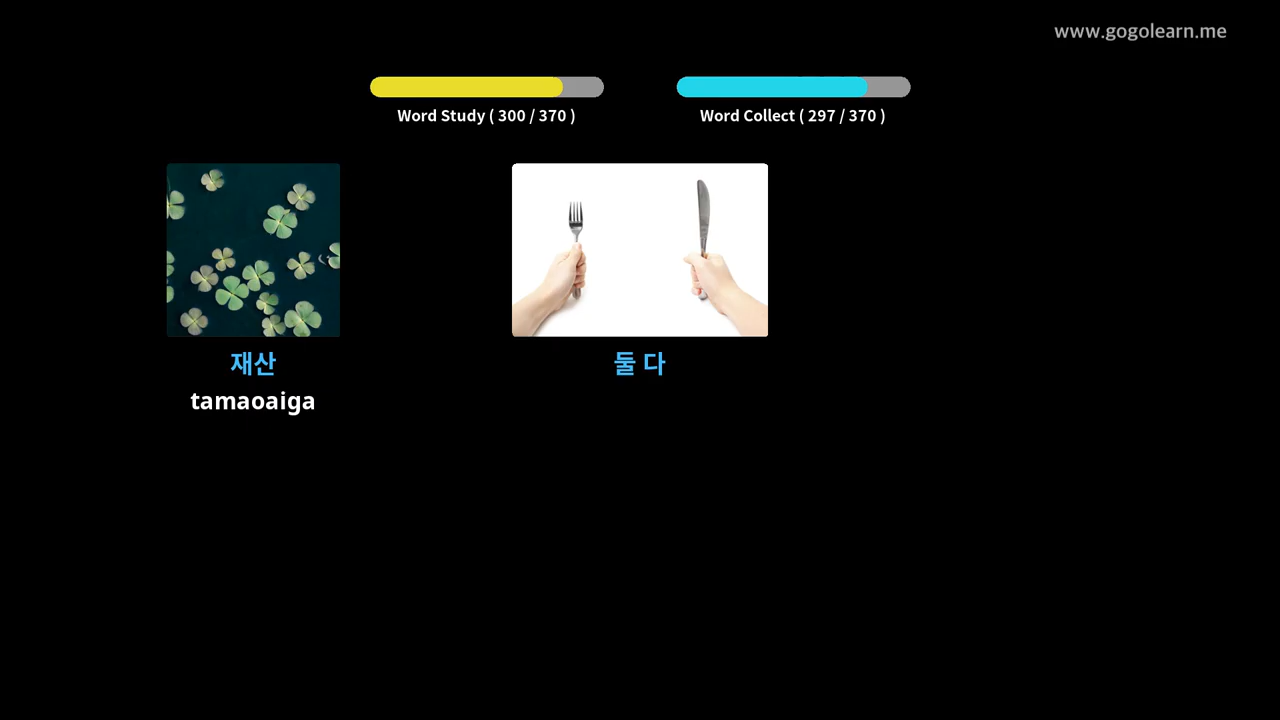 www.gogolearn.me
Word Study ( 300 / 370 )
Word Collect ( 297 / 370 )
재산
tamaoaiga
둘 다